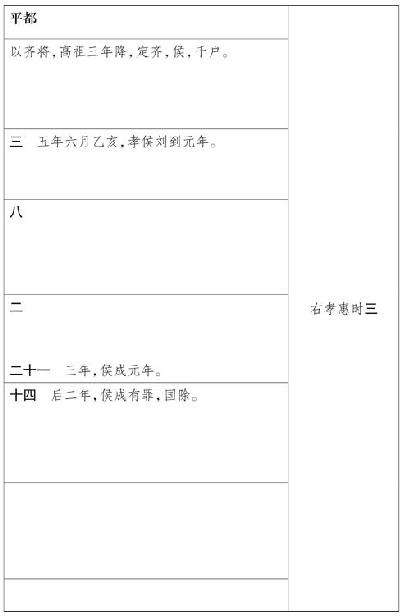 平都
以齐将,高祖三年降,定齐,侯,千户。
三 五年六月乙亥,孝侯刘到元年。
八
二
二十一 三年,侯成元年。
十四 后二年,侯成有罪,国除。
右孝惠时三